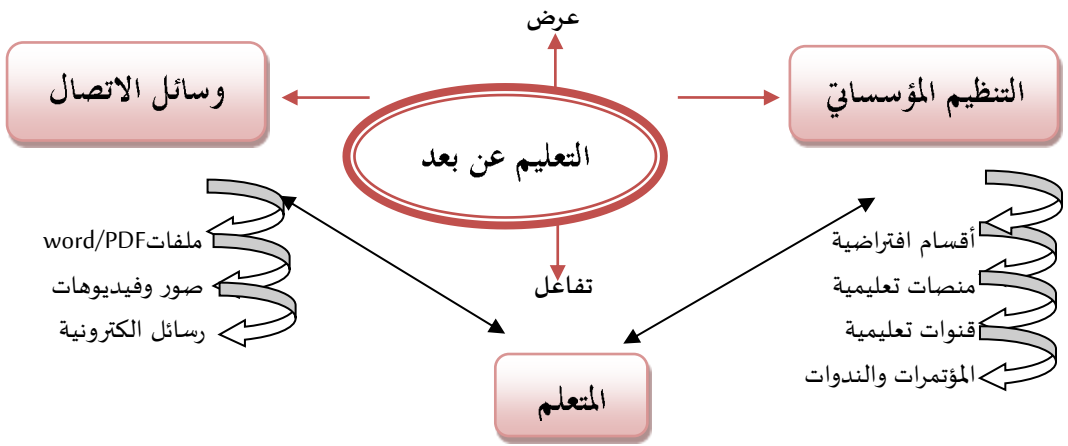 عرض
التنظيم المؤسساتي
وسائل الاتصال
التعليم عن بعد
أقسام افتراضية
منصات تعليمية
قنوات تعليمية
المؤتمرات والندوات
ملفاتword/PDF
صور وفيديوهات
رسائل الكترونية
تفاعل
المتعلم